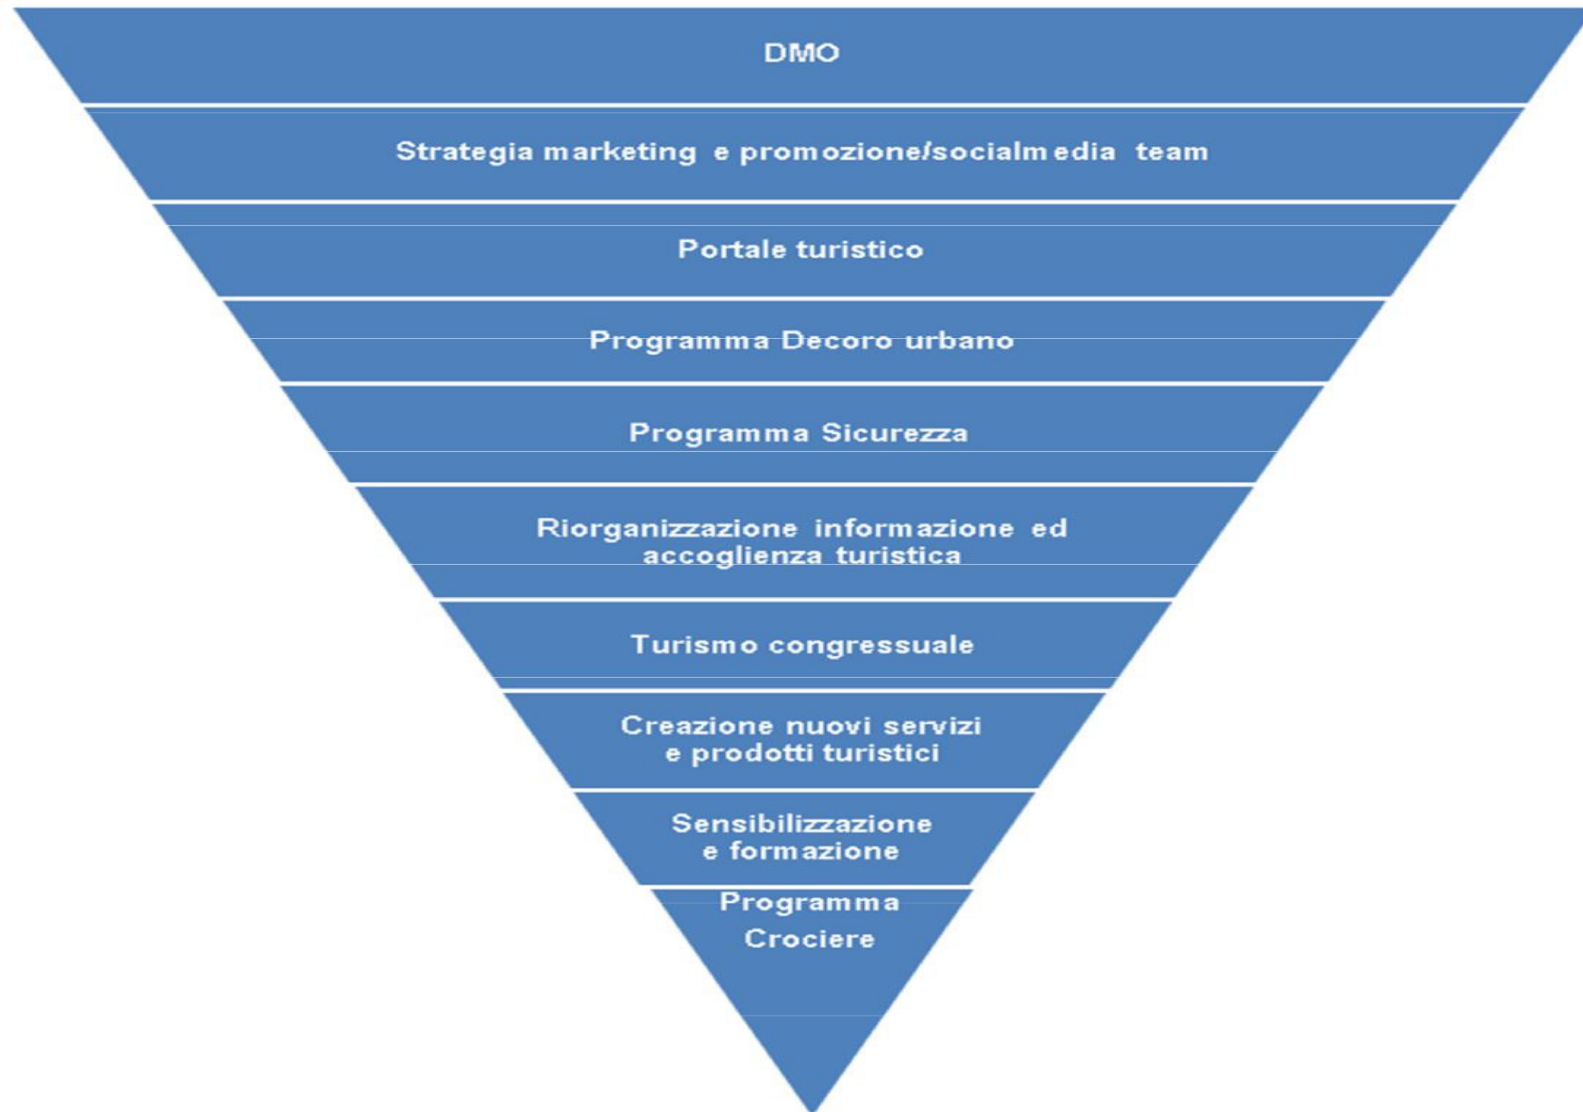 DMO
Strategia marketing e promozione/socialmedia team
Portale turistico
Programma Decoro urbano
Programma Sicurezza
Riorganizzazione informazione ed
accoglienza turistica
Turismo congressuale
Creazione nuovi servizi
e prodotti turistici
Sensibilizzazione
e formazione
Programma
Crociere